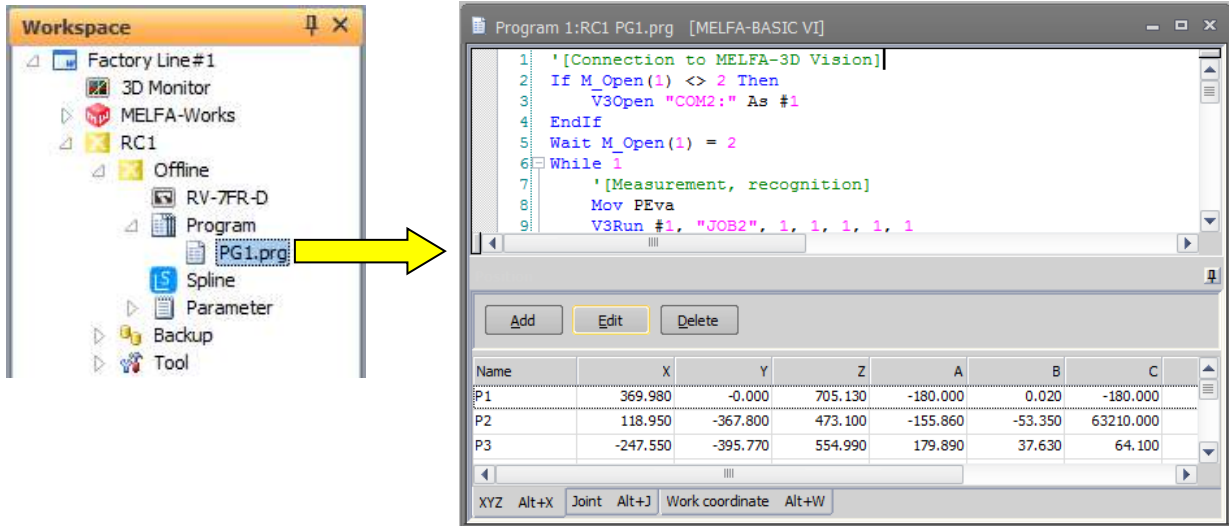 Workspace
Factory Line#1
3D Monitor
MELFA-Works
RC1
Offline
RV-7FR-D
Program
PG1.prg
Spline
Parameter
Backup
Tool
Program 1:RC1 PG1.prg [MELFA-BASIC VI]
1 '[Connection to MELFA-3D Vision]
2 If M_Open(1) <> 2 Then
3 V3Open "COM2:" As #1
4 EndIf
5 Wait M_Open(1) = 2
6 While 1
7 '[Measurement, recognition]
8 Mov PEva
9 V3Run #1, "JOB2", 1, 1, 1, 1, 1
Add Edit Delete
Name X Y Z A B C
P1 369.980 -0.000 705.130 -180.000 0.020 -180.000
P2 118.950 -367.800 473.100 -155.860 -53.350 63210.000
P3 -247.550 -395.770 554.990 179.890 37.630 64.100
XYZ Alt+X Joint Alt+J Work coordinate Alt+W